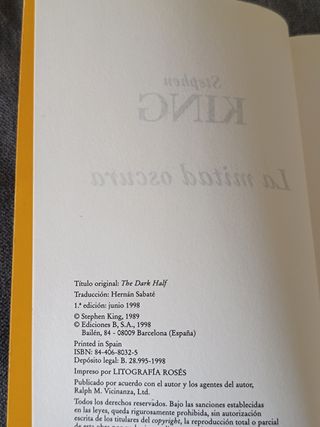 Stephen
KING
La mitad oscura
Título original: The Dark Half
Traducción: Hernán Sabaté
1.ª edición: junio 1998
© Stephen King, 1989
© Ediciones B, S.A., 1998
Bailén, 84 - 08009 Barcelona (España)
Printed in Spain
ISBN: 84-406-8032-5
Depósito legal: B. 28.995-1998
Impreso por LITOGRAFÍA ROSÉS
Publicado por acuerdo con el autor y los agentes del autor,
Ralph M. Vicinanza, Ltd.
Todos los derechos reservados. Bajo las sanciones establecidas
en las leyes, queda rigurosamente prohibida, sin autorización
escrita de los titulares del copyright, la reproducción total o parcial
de esta obra por